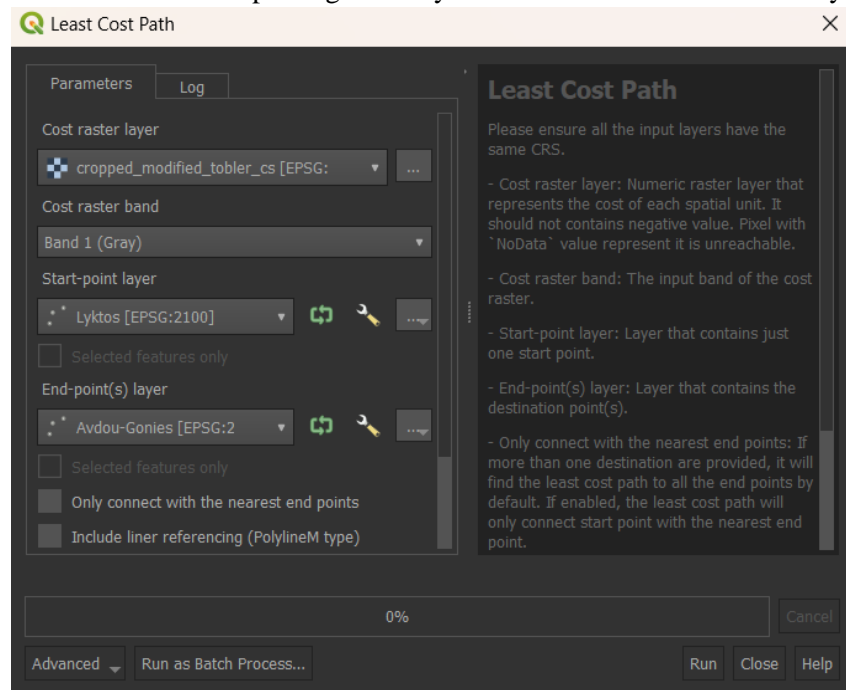 Least Cost Path
Parameters
Log
Cost raster layer
cropped_modified_tobler_cs [EPSG:
...
Cost raster band
Band 1 (Gray)
Start-point layer
Lyktos [EPSG:2100]
...
Selected features only
End-point(s) layer
Avdou-Gonies [EPSG:2
...
Selected features only
Only connect with the nearest end points
Include liner referencing (PolylineM type)
Least Cost Path
Please ensure all the input layers have the
same CRS.
- Cost raster layer: Numeric raster layer that
represents the cost of each spatial unit. It
should not contains negative value. Pixel with
`NoData` value represent it is unreachable.
- Cost raster band: The input band of the cost
raster.
- Start-point layer: Layer that contains just
one start point.
- End-point(s) layer: Layer that contains the
destination point(s).
- Only connect with the nearest end points: If
more than one destination are provided, it will
find the least cost path to all the end points by
default. If enabled, the least cost path will
only connect start point with the nearest end
point.
0%
Cancel
Advanced
Run as Batch Process...
Run
Close
Help